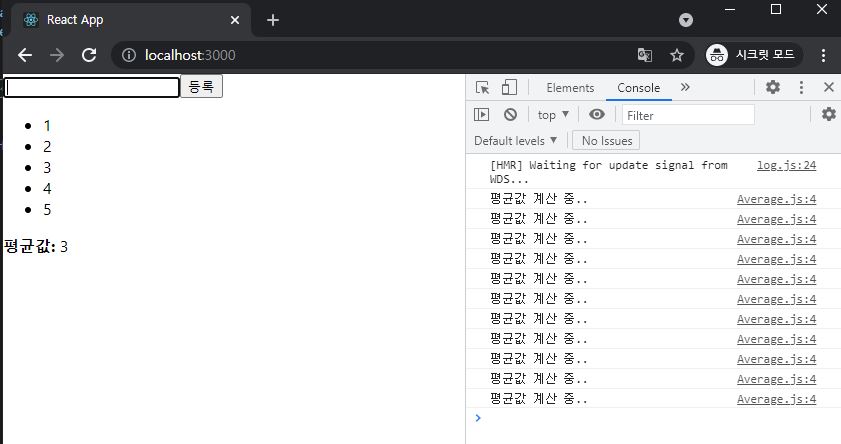 React App
localhost:3000
시크릿 모드
등록
1
2
3
4
5
평균값: 3
Elements Console
top Filter
Default levels No Issues
[HMR] Waiting for update signal from log.js:24
WDS...
평균값 계산 중.. Average.js:4
평균값 계산 중.. Average.js:4
평균값 계산 중.. Average.js:4
평균값 계산 중.. Average.js:4
평균값 계산 중.. Average.js:4
평균값 계산 중.. Average.js:4
평균값 계산 중.. Average.js:4
평균값 계산 중.. Average.js:4
평균값 계산 중.. Average.js:4
평균값 계산 중.. Average.js:4
평균값 계산 중.. Average.js:4